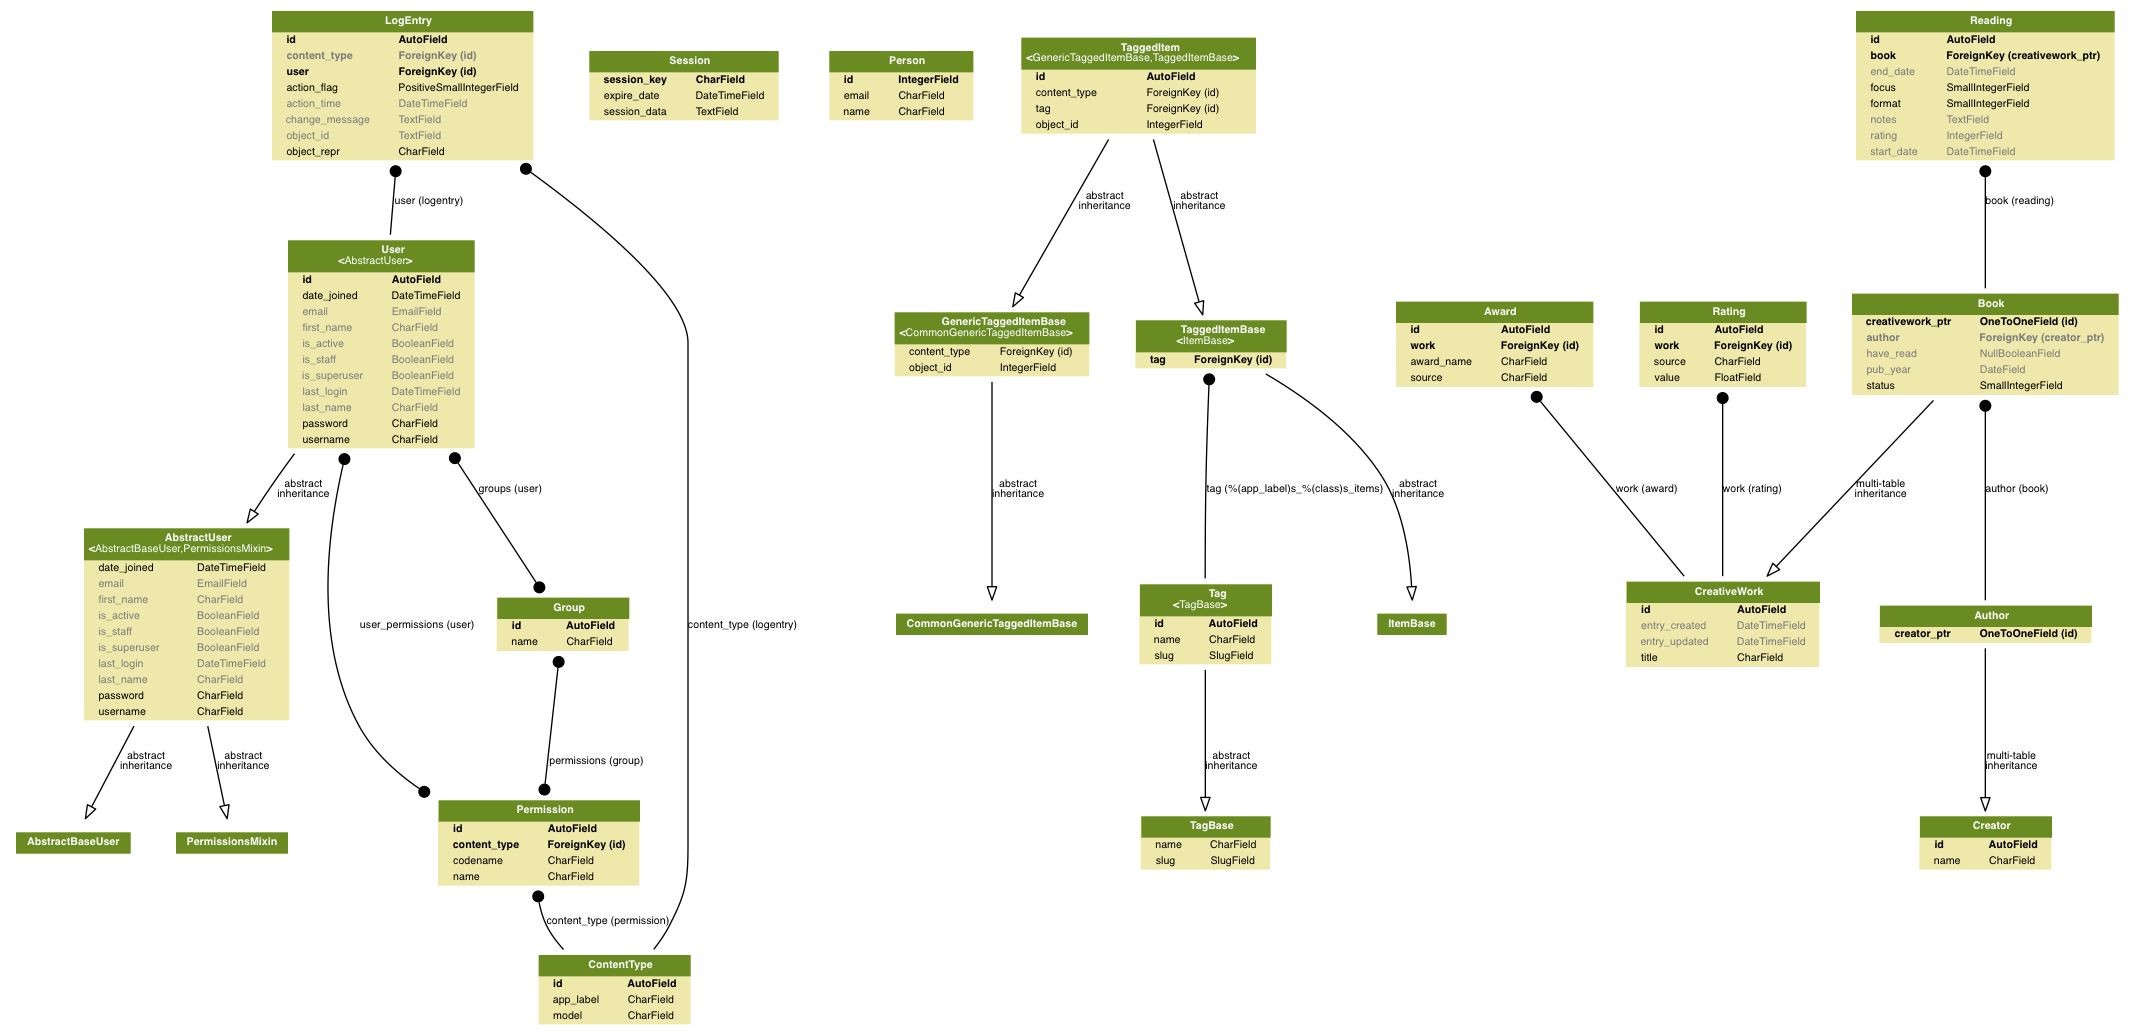 LogEntry
id AutoField
content_type ForeignKey (id)
user ForeignKey (id)
action_flag PositiveSmallIntegerField
action_time DateTimeField
change_message TextField
object_id TextField
object_repr CharField
Session
session_key CharField
expire_date DateTimeField
session_data TextField
Person
id IntegerField
email CharField
name CharField
TaggedItem
<GenericTaggedItemBase,TaggedItemBase>
id AutoField
content_type ForeignKey (id)
tag ForeignKey (id)
object_id IntegerField
Reading
id AutoField
book ForeignKey (creativework_ptr)
end_date DateTimeField
focus SmallIntegerField
format SmallIntegerField
notes TextField
rating IntegerField
start_date DateTimeField
user (logentry)
abstract
inheritance
abstract
inheritance
book (reading)
User
<AbstractUser>
id AutoField
date_joined DateTimeField
email EmailField
first_name CharField
is_active BooleanField
is_staff BooleanField
is_superuser BooleanField
last_login DateTimeField
last_name CharField
password CharField
username CharField
GenericTaggedItemBase
<CommonGenericTaggedItemBase>
content_type ForeignKey (id)
object_id IntegerField
TaggedItemBase
<ItemBase>
tag ForeignKey (id)
Award
id AutoField
work ForeignKey (id)
award_name CharField
source CharField
Rating
id AutoField
work ForeignKey (id)
source CharField
value FloatField
Book
creativework_ptr OneToOneField (id)
author ForeignKey (creator_ptr)
have_read NullBooleanField
pub_year DateField
status SmallIntegerField
abstract
inheritance
groups (user)
abstract
inheritance
tag (%(app_label)s_%(class)s_items)
abstract
inheritance
work (award)
work (rating)
multi-table
inheritance
author (book)
AbstractUser
<AbstractBaseUser,PermissionsMixin>
date_joined DateTimeField
email EmailField
first_name CharField
is_active BooleanField
is_staff BooleanField
is_superuser BooleanField
last_login DateTimeField
last_name CharField
password CharField
username CharField
user_permissions (user)
Group
id AutoField
name CharField
content_type (logentry)
CommonGenericTaggedItemBase
Tag
<TagBase>
id AutoField
name CharField
slug SlugField
ItemBase
CreativeWork
id AutoField
entry_created DateTimeField
entry_updated DateTimeField
title CharField
Author
creator_ptr OneToOneField (id)
abstract
inheritance
abstract
inheritance
permissions (group)
abstract
inheritance
multi-table
inheritance
AbstractBaseUser
PermissionsMixin
Permission
id AutoField
content_type ForeignKey (id)
codename CharField
name CharField
TagBase
name CharField
slug SlugField
Creator
id AutoField
name CharField
content_type (permission)
ContentType
id AutoField
app_label CharField
model CharField